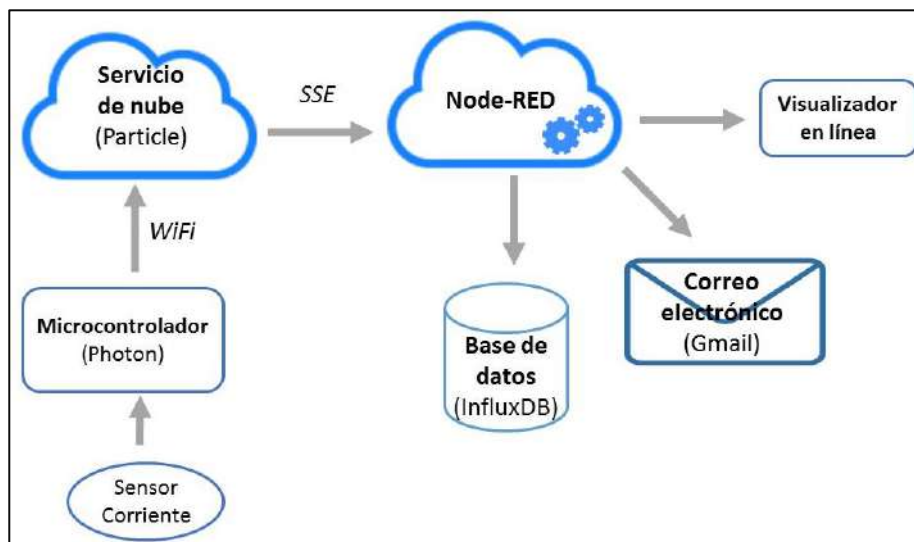 Servicio
de nube
(Particle)
SSE
Node-RED
Visualizador
en línea
WiFi
Microcontrolador
(Photon)
Correo
electrónico
(Gmail)
Base de
datos
(InfluxDB)
Sensor
Corriente